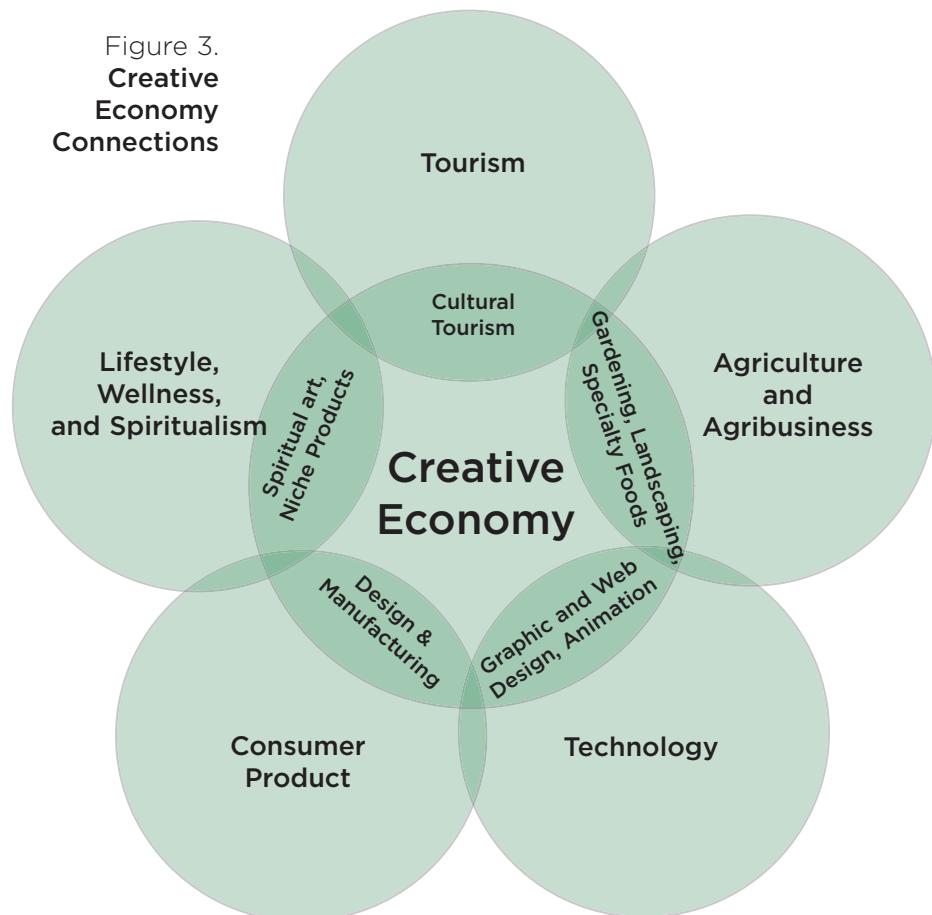 Figure 3.
Creative
Economy
Connections
Tourism
Cultural
Tourism
Lifestyle,
Wellness,
and Spiritualism
Spiritual art,
Niche Products
Gardening, Landscaping,
Specialty Foods
Agriculture
and
Agribusiness
Creative
Economy
Design &
Manufacturing
Graphic and Web
Design, Animation
Consumer
Product
Technology